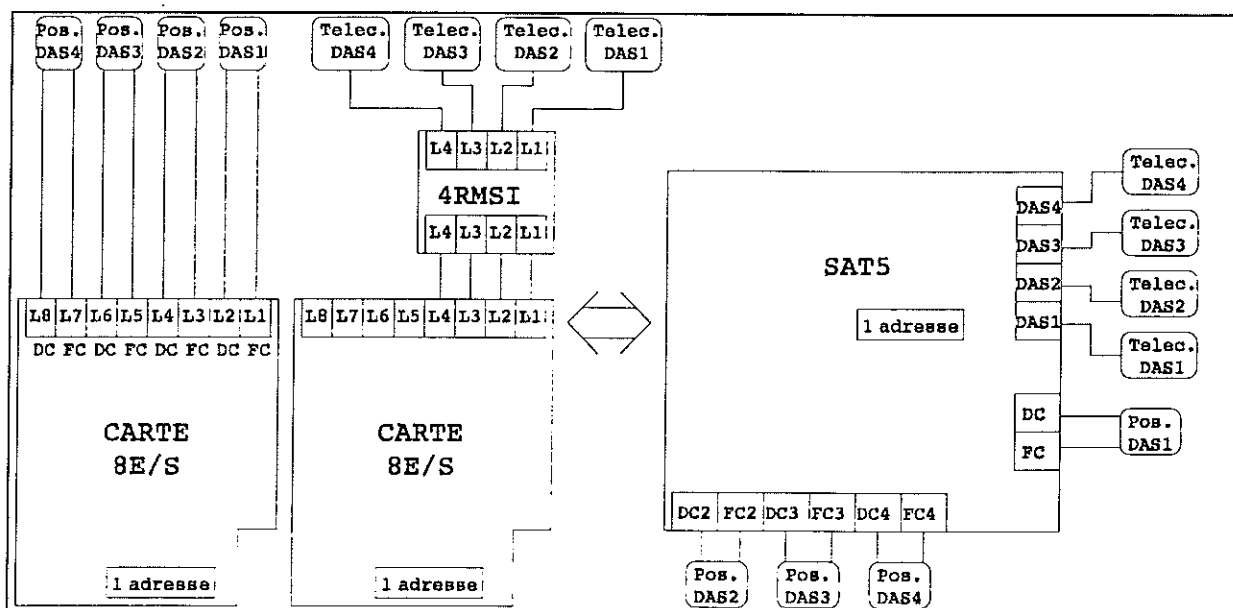 Pos. Pos. Pos. Pos.
DAS4 DAS3 DAS2 DAS1
Telec. Telec. Telec. Telec.
DAS4 DAS3 DAS2 DAS1
L4 L3 L2 L1
4RMSI
L4 L3 L2 L1
L8 L7 L6 L5 L4 L3 L2 L1
DC FC DC FC DC FC DC FC
CARTE
8E/S
1 adresse
L8 L7 L6 L5 L4 L3 L2 L1
CARTE
8E/S
1 adresse
SAT5
1 adresse
DAS4
DAS3
DAS2
DAS1
Telec.
DAS4
Telec.
DAS3
Telec.
DAS2
Telec.
DAS1
DC
FC
Pos.
DAS1
DC2 FC2 DC3 FC3 DC4 FC4
Pos. Pos. Pos.
DAS2 DAS3 DAS4